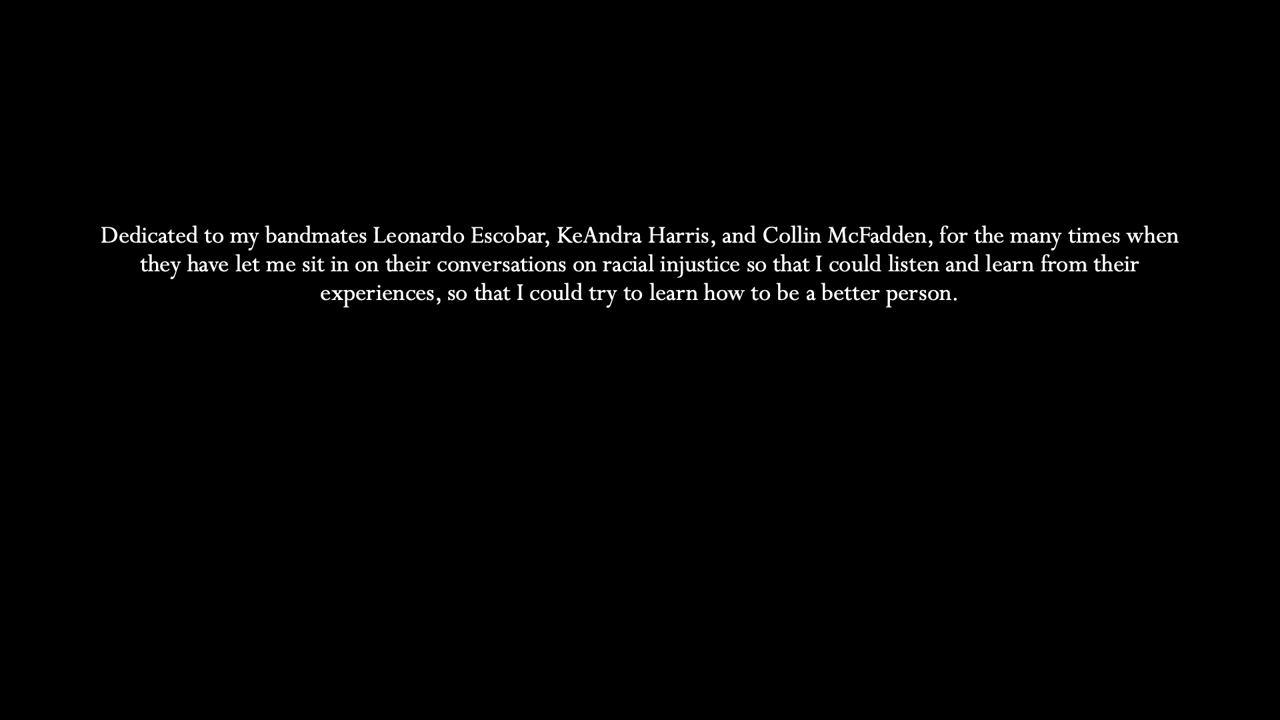 Dedicated to my bandmates Leonardo Escobar, KeAndra Harris, and Collin McFadden, for the many times when
they have let me sit in on their conversations on racial injustice so that I could listen and learn from their
experiences, so that I could try to learn how to be a better person.